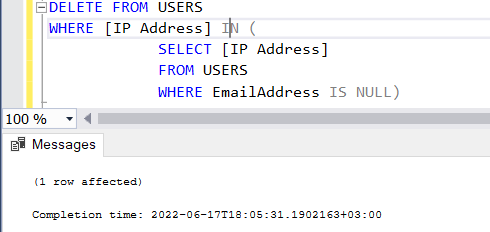 DELETE FROM USERS
WHERE [IP Address] IN (
SELECT [IP Address]
FROM USERS
WHERE EmailAddress IS NULL)
100 %
Messages
(1 row affected)
Completion time: 2022-06-17T18:05:31.1902163+03:00